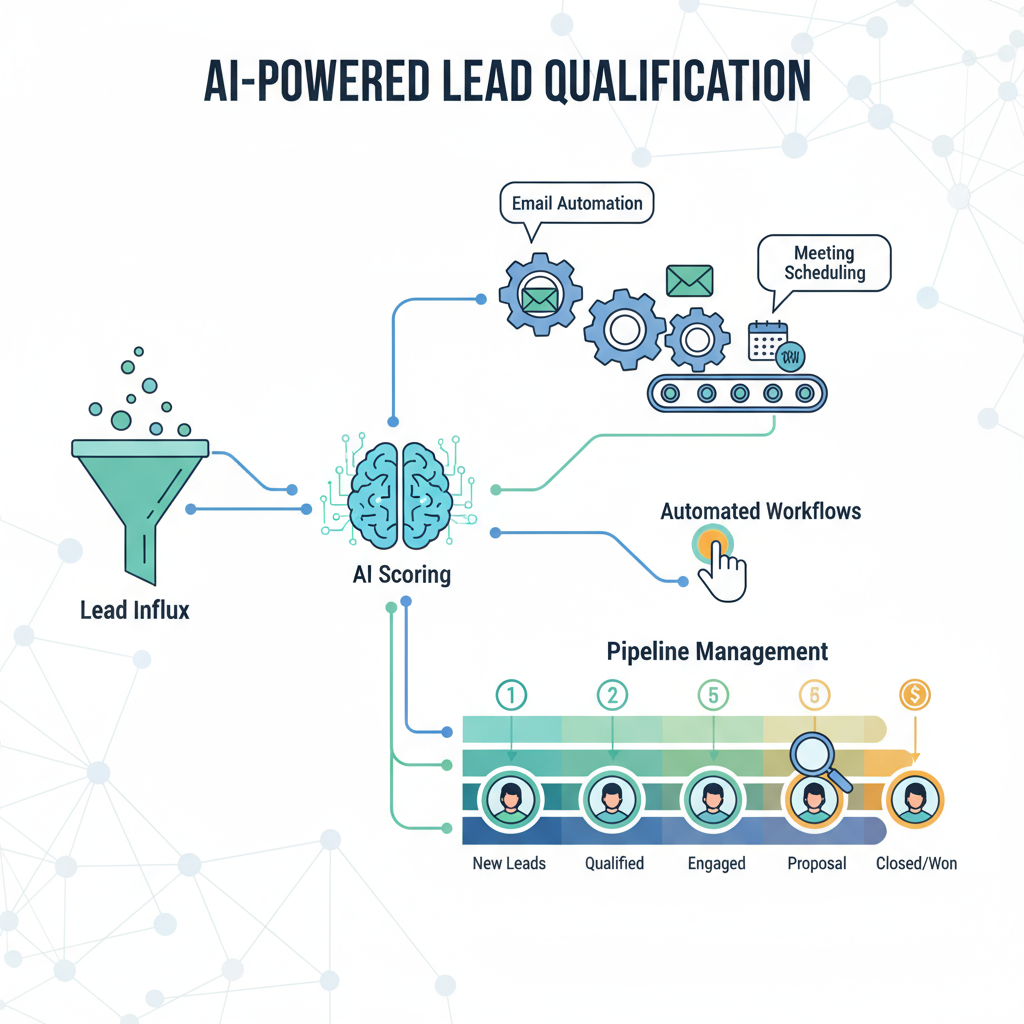 AI-POWERED LEAD QUALIFICATION
Email Automation
Meeting
Scheduling
Automated Workflows
AI Scoring
Lead Influx
Pipeline Management
1 2 5 6 $
New Leads Qualified Engaged Proposal Closed/Won